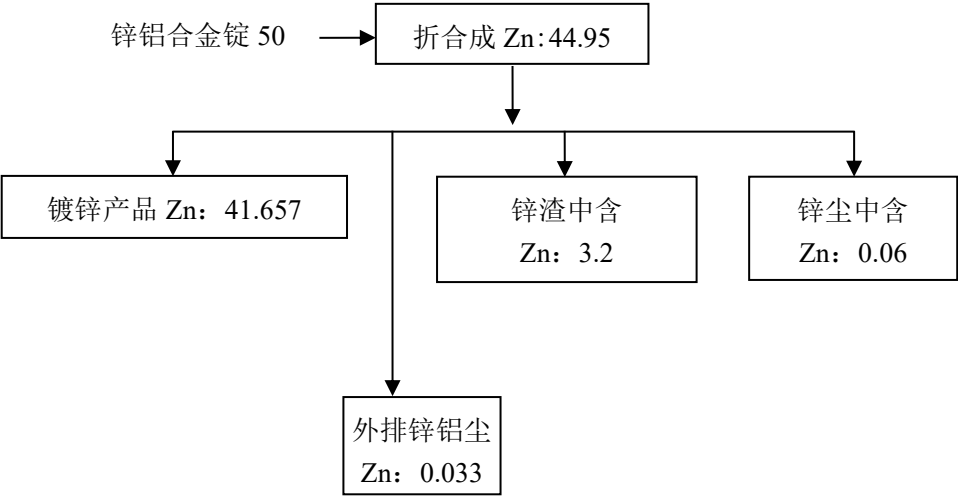 锌铝合金锭 50
折合成 Zn:44.95
镀锌产品 Zn：41.657
锌渣中含
Zn：3.2
锌尘中含
Zn：0.06
外排锌铝尘
Zn：0.033